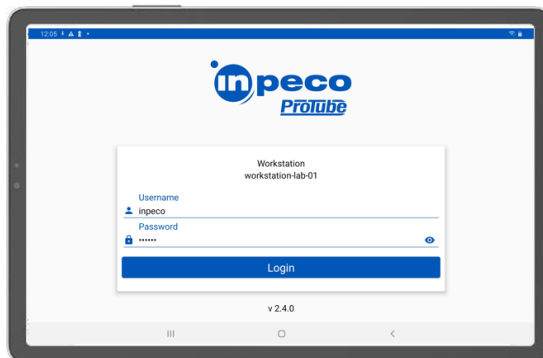 12:05
inpeco
ProTube
Workstation
workstation-lab-01
Username
inpeco
Password
••••••
Login
v 2.4.0